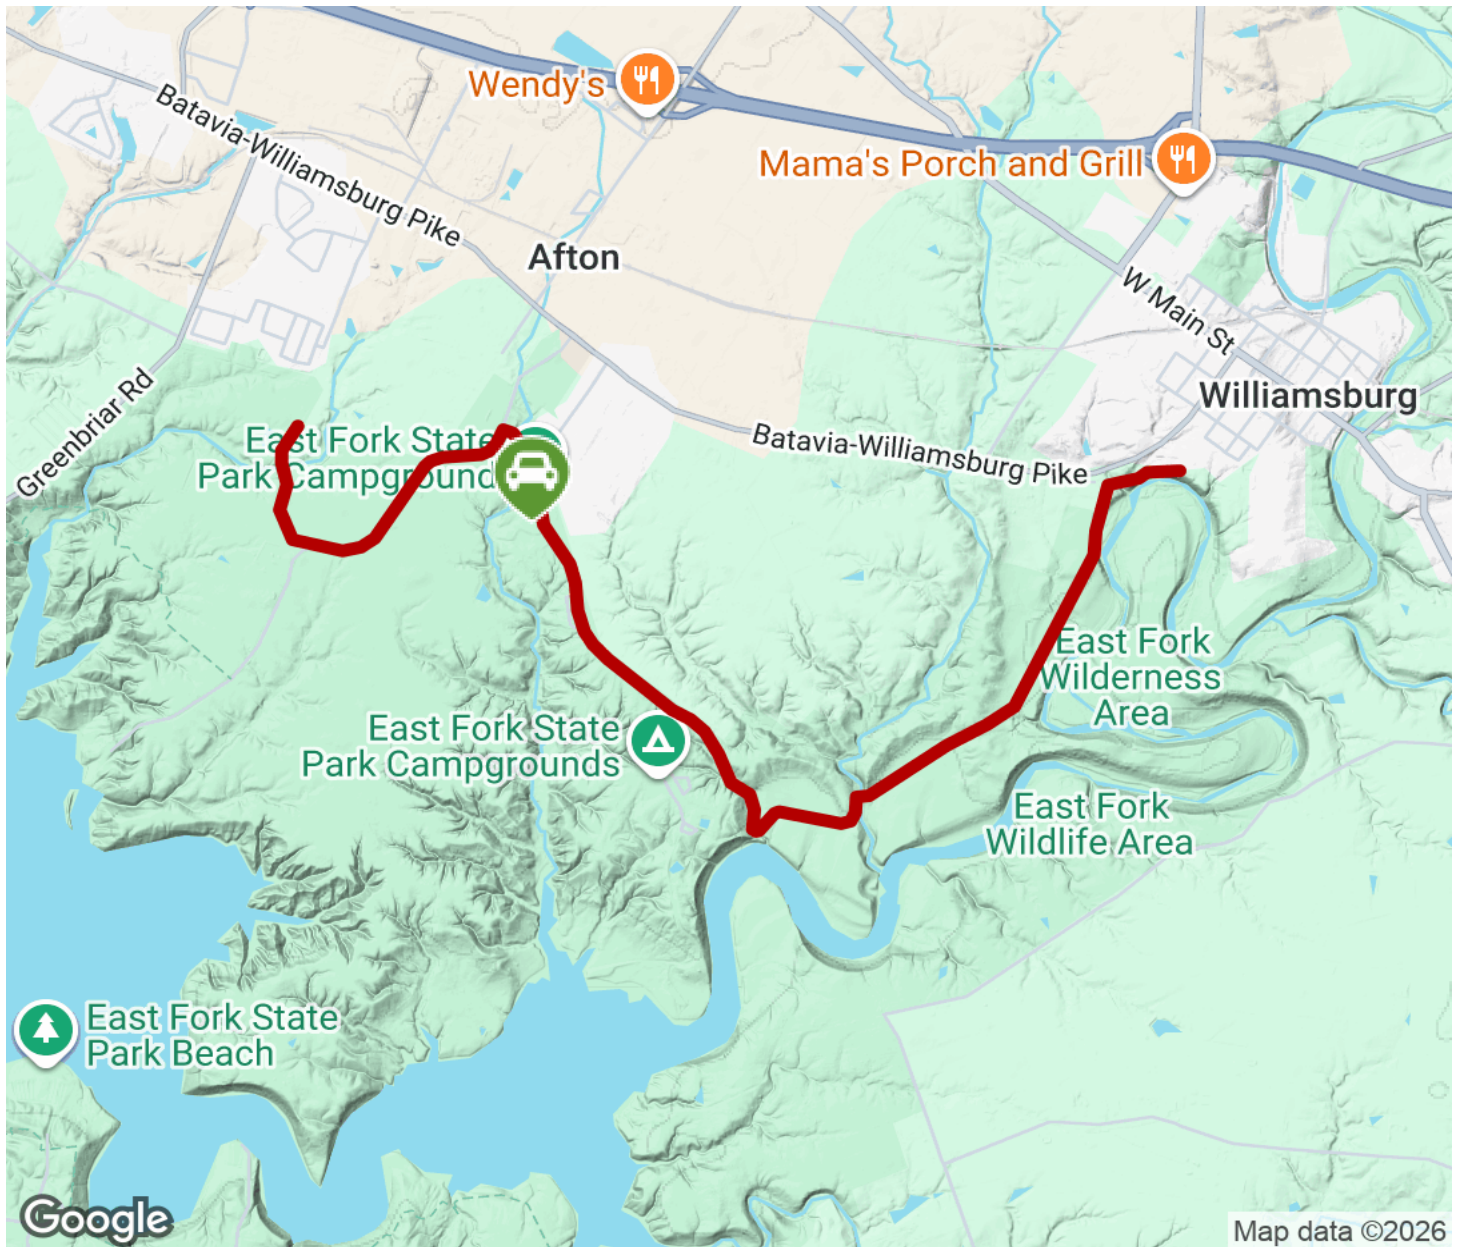 Wendy's
Batavia-Williamsburg Pike
Mama's Porch and Grill
Afton
W Main St
Greenbriar Rd
Williamsburg
East Fork State
Park Campground
Batavia-Williamsburg Pike
East Fork
Wilderness
Area
East Fork State
Park Campgrounds
East Fork
Wildlife Area
East Fork State
Park Beach
Google
Map data ©2026